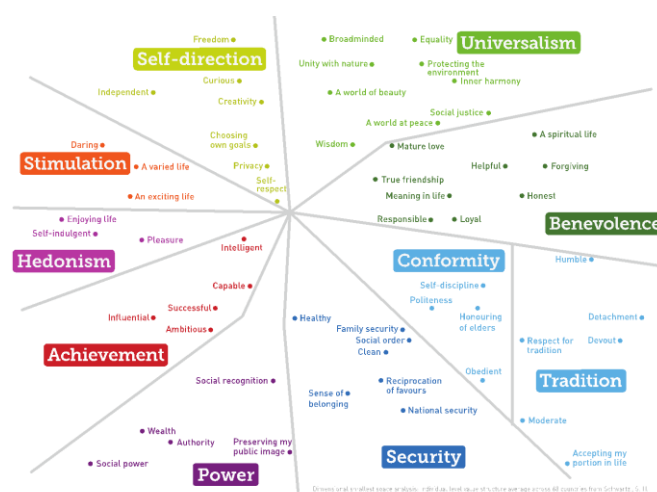 Freedom
Self-direction
Curious
Independent
Creativity
Choosing
own goals
Privacy
Self-
respect
Broadminded
Equality
Universalism
Unity with nature
Protecting the
environment
Inner harmony
A world of beauty
Social justice
A world at peace
Wisdom
Daring
Stimulation
A varied life
An exciting life
Mature love
A spiritual life
Helpful
Forgiving
True friendship
Meaning in life
Honest
Responsible
Loyal
Benevolence
Enjoying life
Self-indulgent
Pleasure
Hedonism
Intelligent
Capable
Successful
Influential
Ambitious
Achievement
Conformity
Self-discipline
Politeness
Honouring
of elders
Obedient
Humble
Detachment
Respect for
tradition
Devout
Tradition
Moderate
Accepting my
portion in life
Healthy
Family security
Social order
Clean
Sense of
belonging
Reciprocation
of favours
National security
Security
Social recognition
Wealth
Authority
Social power
Preserving my
public image
Power